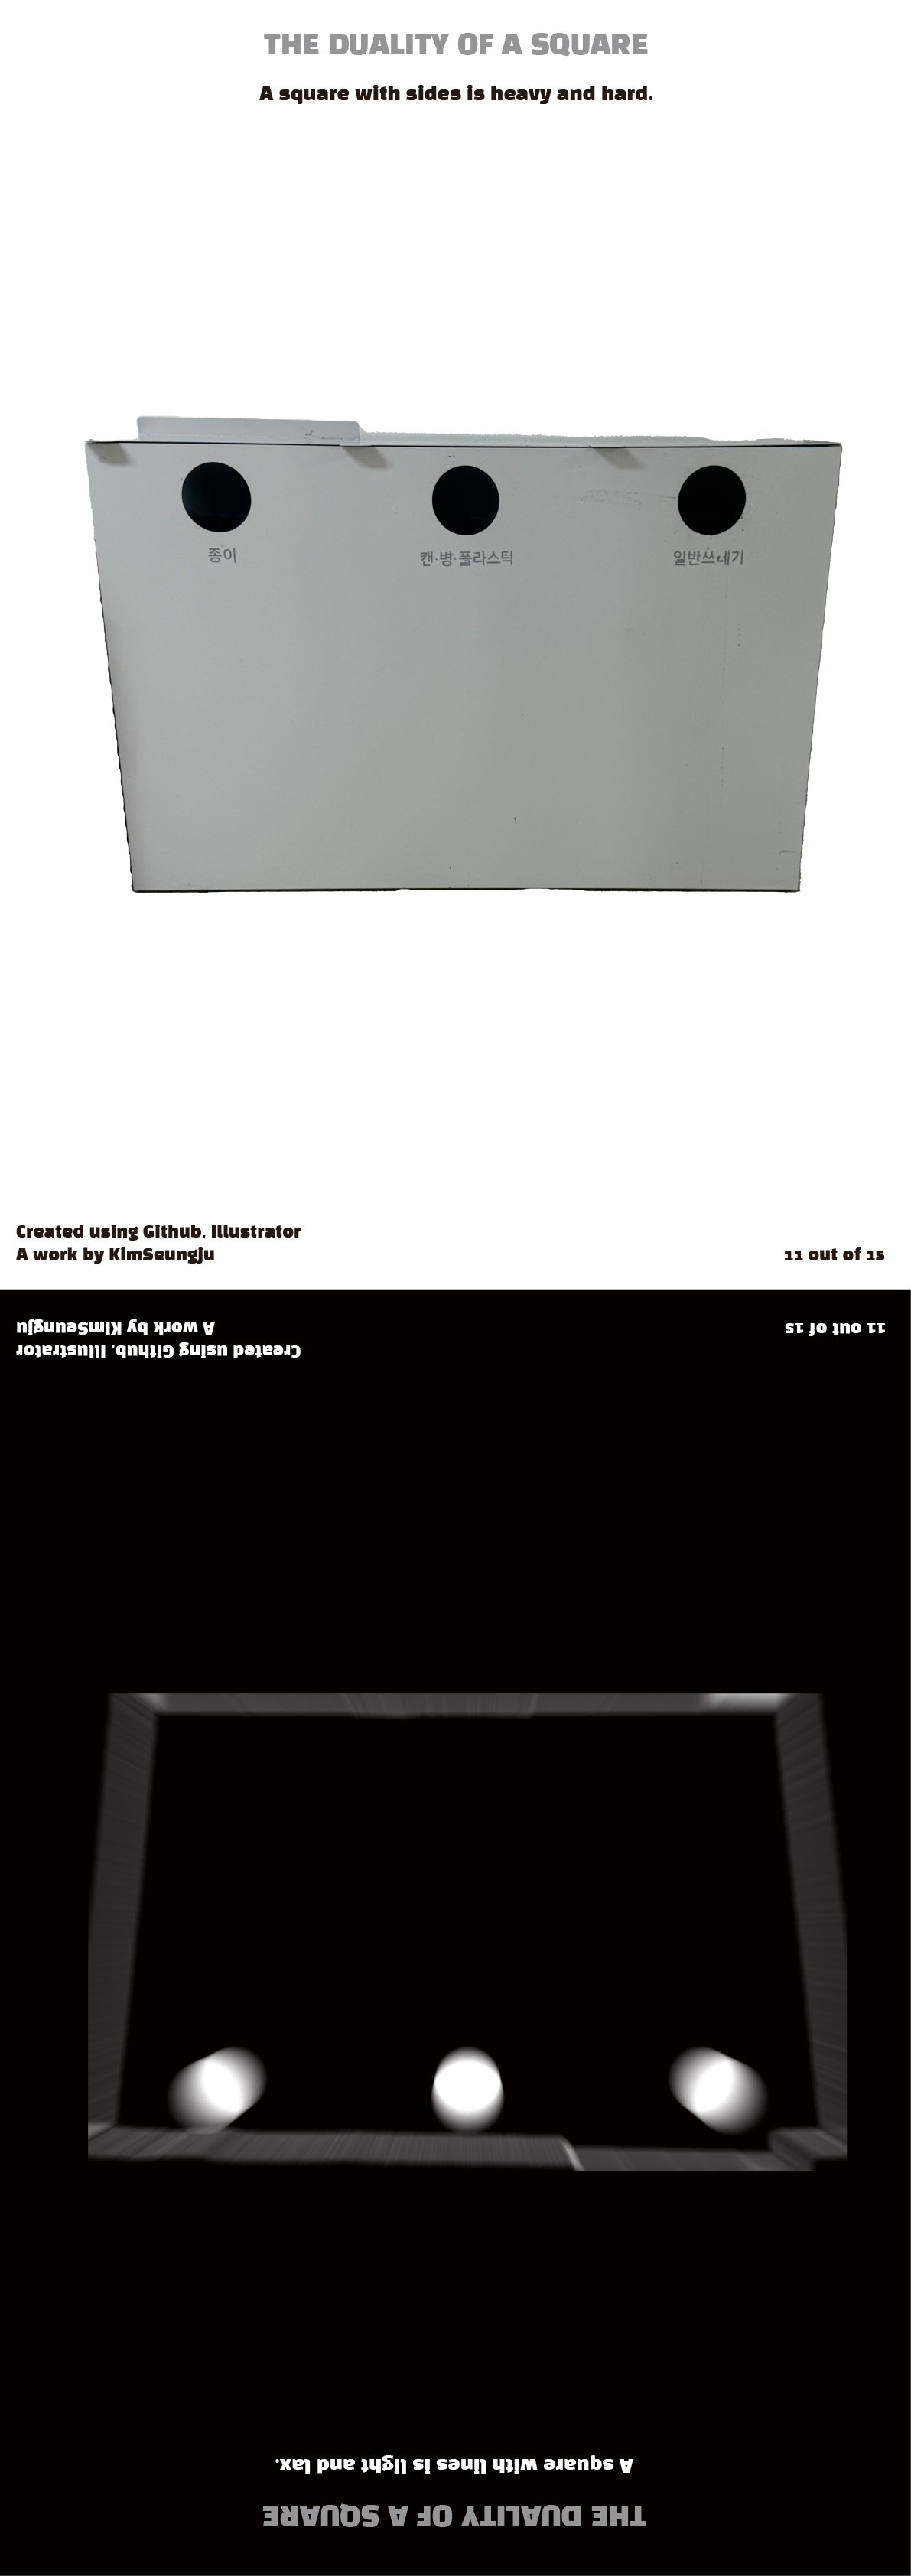 THE DUALITY OF A SQUARE
A square with sides is heavy and hard.
종이
캔·병·플라스틱
일반쓰네기
Created using Github, Illustrator
A work by KimSeungju
11 out of 15
THE DUALITY OF A SQUARE
A square with lines is light and lax.
Created using Github, Illustrator
A work by KimSeungju
11 out of 15